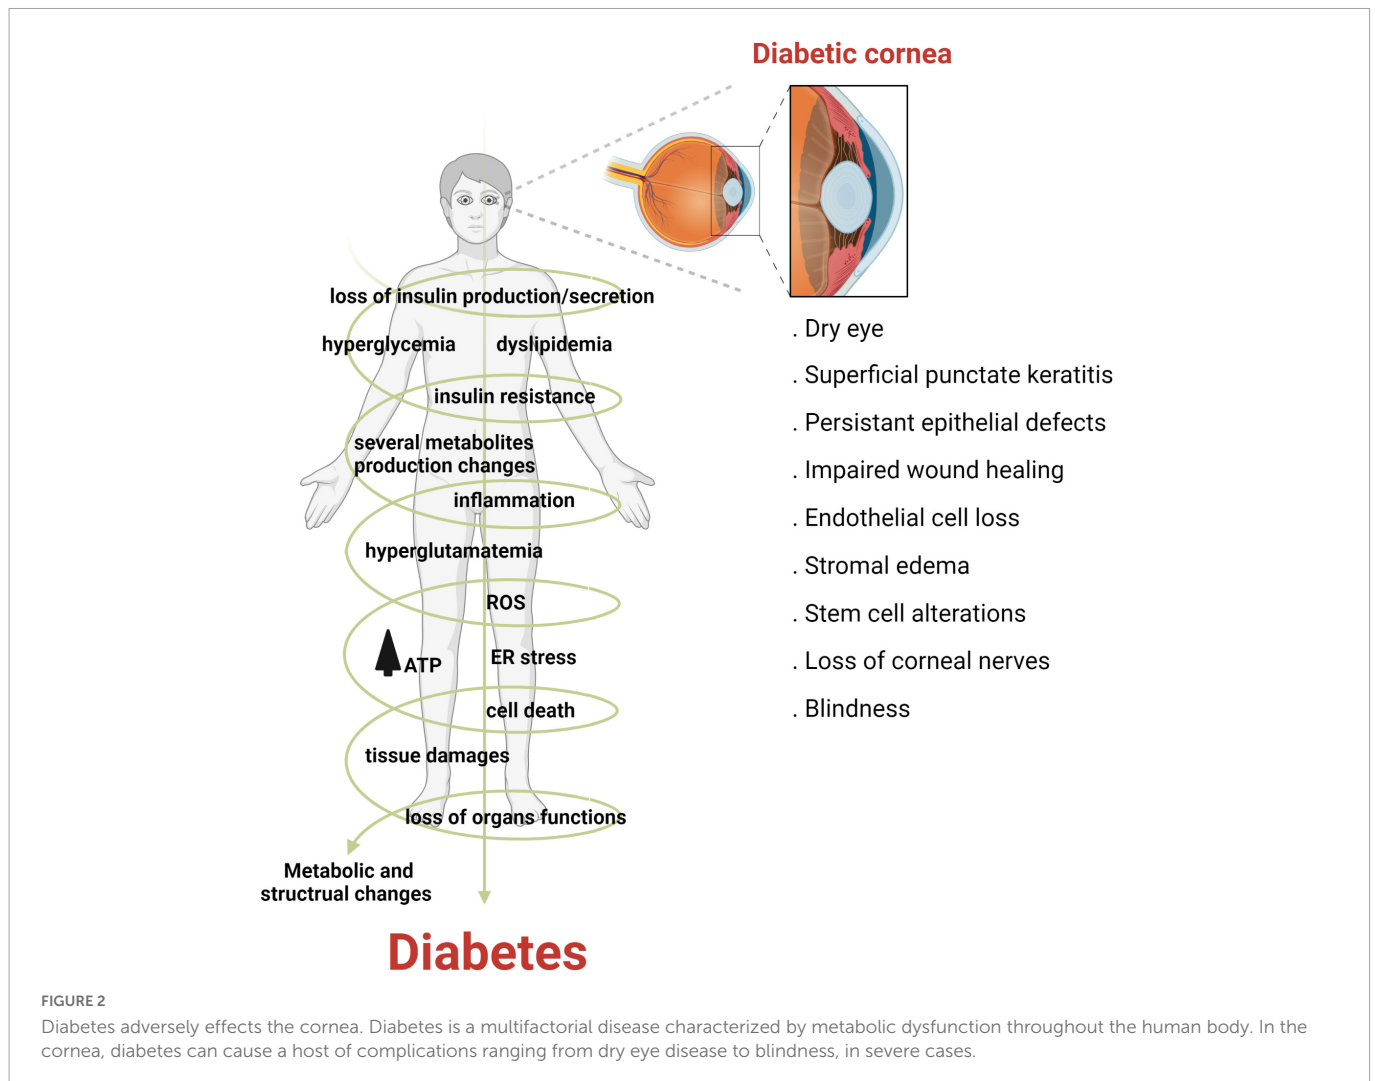 Diabetic cornea
loss of insulin production/secretion
hyperglycemia
dyslipidemia
insulin resistance
several metabolites
production changes
inflammation
hyperglutamatemia
ROS
ATP
ER stress
cell death
tissue damages
loss of organs functions
Metabolic and
structrual changes
Diabetes
. Dry eye
. Superficial punctate keratitis
. Persistant epithelial defects
. Impaired wound healing
. Endothelial cell loss
. Stromal edema
. Stem cell alterations
. Loss of corneal nerves
. Blindness
FIGURE 2
Diabetes adversely effects the cornea. Diabetes is a multifactorial disease characterized by metabolic dysfunction throughout the human body. In the
cornea, diabetes can cause a host of complications ranging from dry eye disease to blindness, in severe cases.